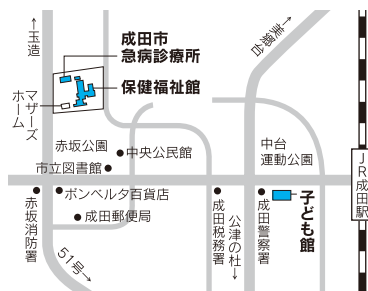 ←玉造
成田市
急病診療所
保健福祉館
マザーズ
ホーム
←美郷台
赤坂公園
中央公民館
市立図書館
中台
運動公園
JR成田駅
ボンベルタ百貨店
成田郵便局
赤坂消防署
51号→
成田税務署
公津の杜→
成田警察署
子ども館